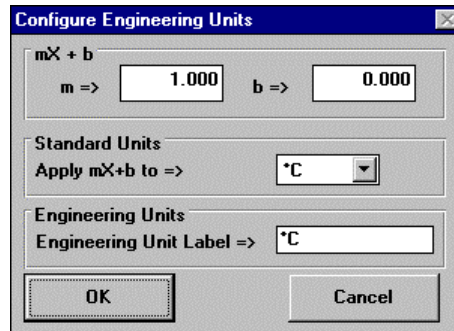 Configure Engineering Units
mX + b
m => 1.000 b => 0.000
Standard Units
Apply mX+b to => °C
Engineering Units
Engineering Unit Label => °C
OK Cancel